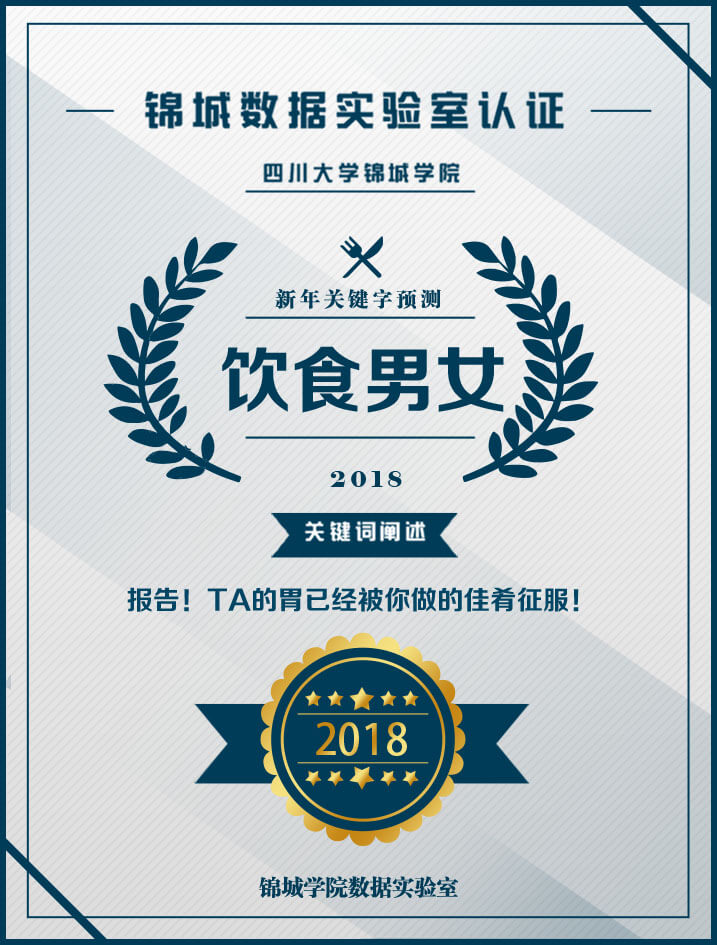 锦城数据实验室认证
四川大学锦城学院
新年关键字预测
饮食男女
2018
关键词阐述
报告！TA的胃已经被你做的佳肴征服！
2018
锦城学院数据实验室